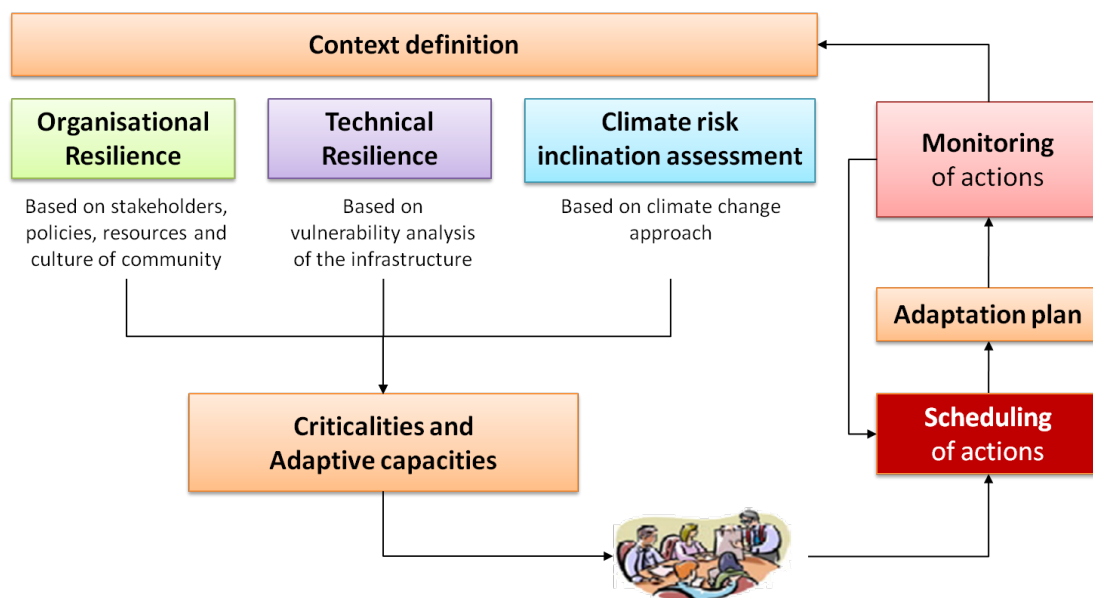 Context definition
Organisational
Resilience
Technical
Resilience
Climate risk
inclination assessment
Based on stakeholders,
policies, resources and
culture of community
Based on
vulnerability analysis
of the infrastructure
Based on climate change
approach
Monitoring
of actions
Adaptation plan
Scheduling
of actions
Criticalities and
Adaptive capacities